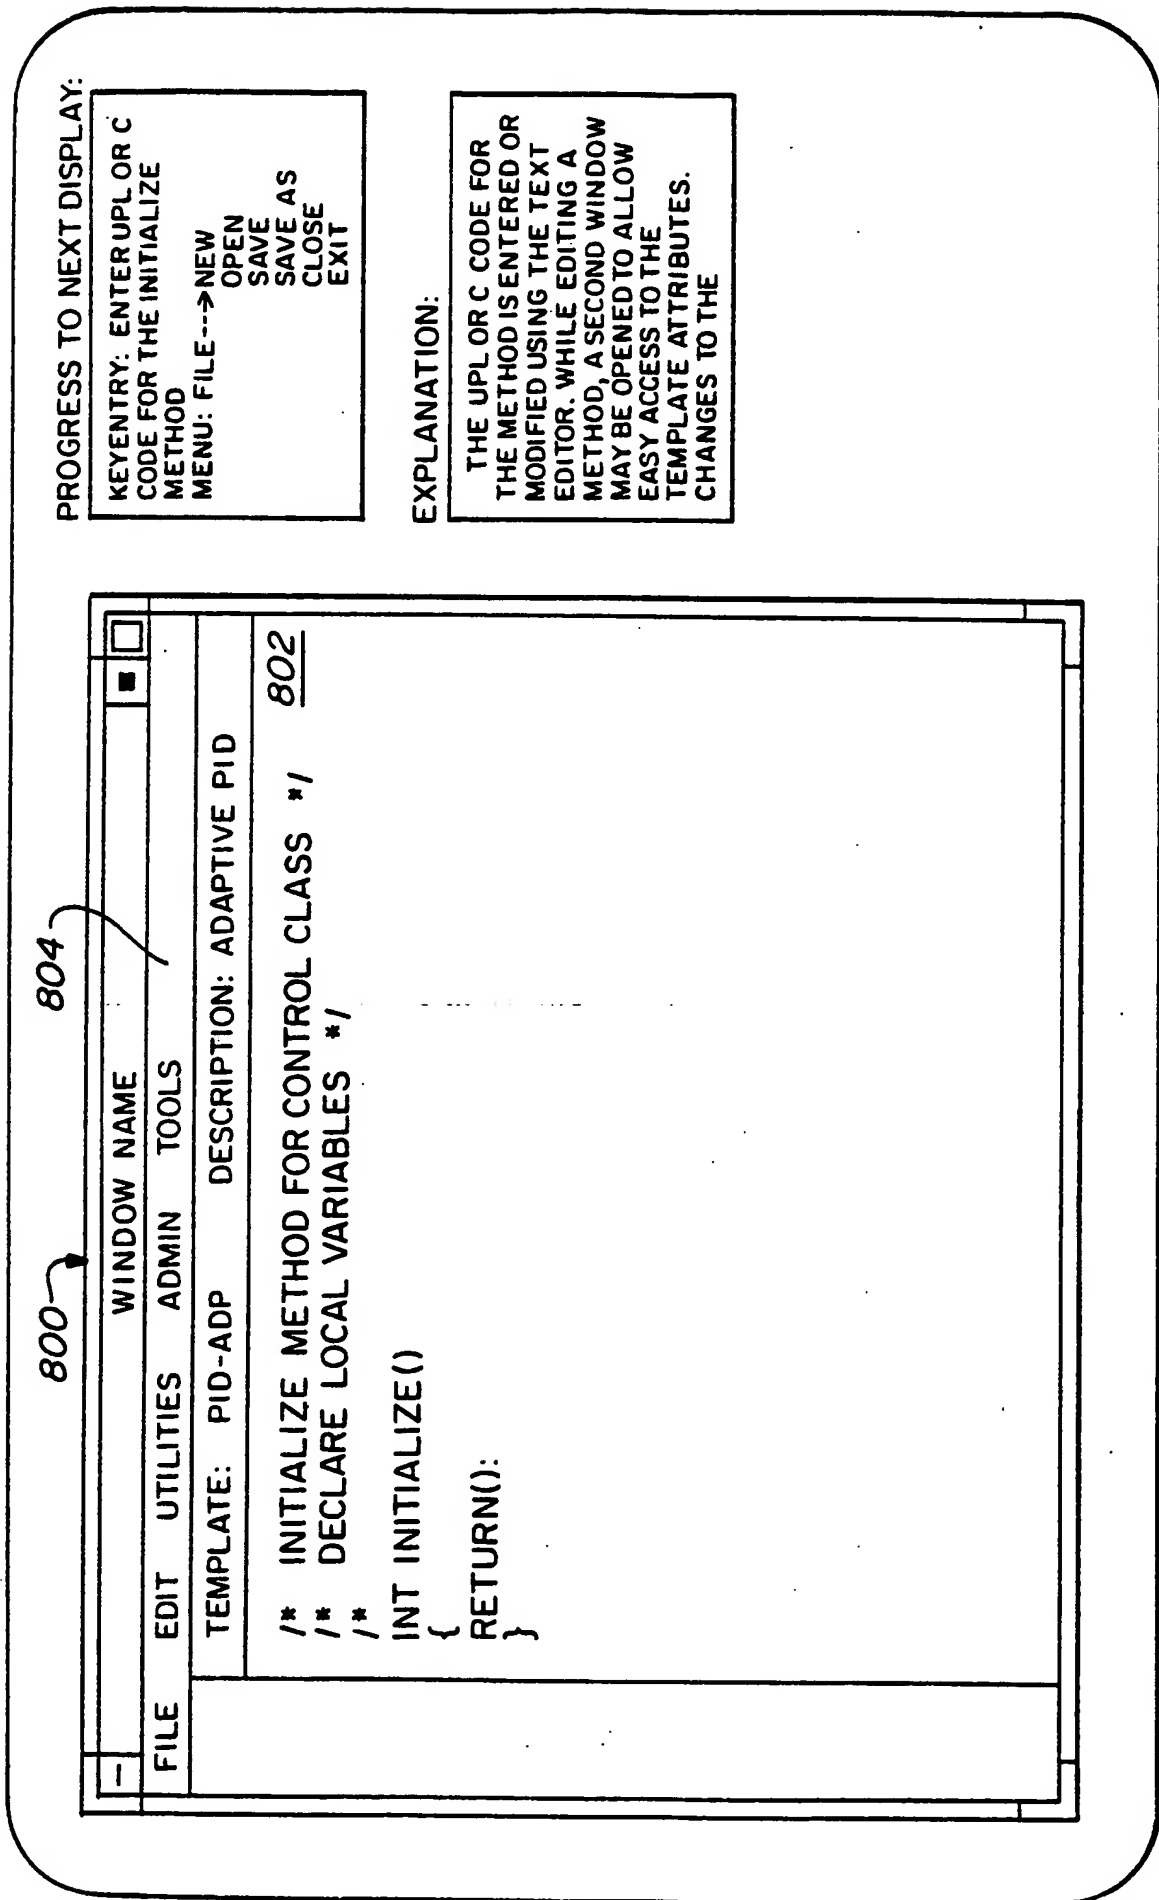 800
804
WINDOW NAME
FILE EDIT UTILITIES ADMIN TOOLS
TEMPLATE: PID-ADP DESCRIPTION: ADAPTIVE PID
802
/* INITIALIZE METHOD FOR CONTROL CLASS */
/* DECLARE LOCAL VARIABLES */
/*
INT INITIALIZE()
{
RETURN():
}
PROGRESS TO NEXT DISPLAY:
KEYENTRY: ENTER UPL OR C
CODE FOR THE INITIALIZE
METHOD
MENU: FILE--->NEW
OPEN
SAVE
SAVE AS
CLOSE
EXIT
EXPLANATION:
THE UPL OR C CODE FOR
THE METHOD IS ENTERED OR
MODIFIED USING THE TEXT
EDITOR. WHILE EDITING A
METHOD, A SECOND WINDOW
MAY BE OPENED TO ALLOW
EASY ACCESS TO THE
TEMPLATE ATTRIBUTES.
CHANGES TO THE